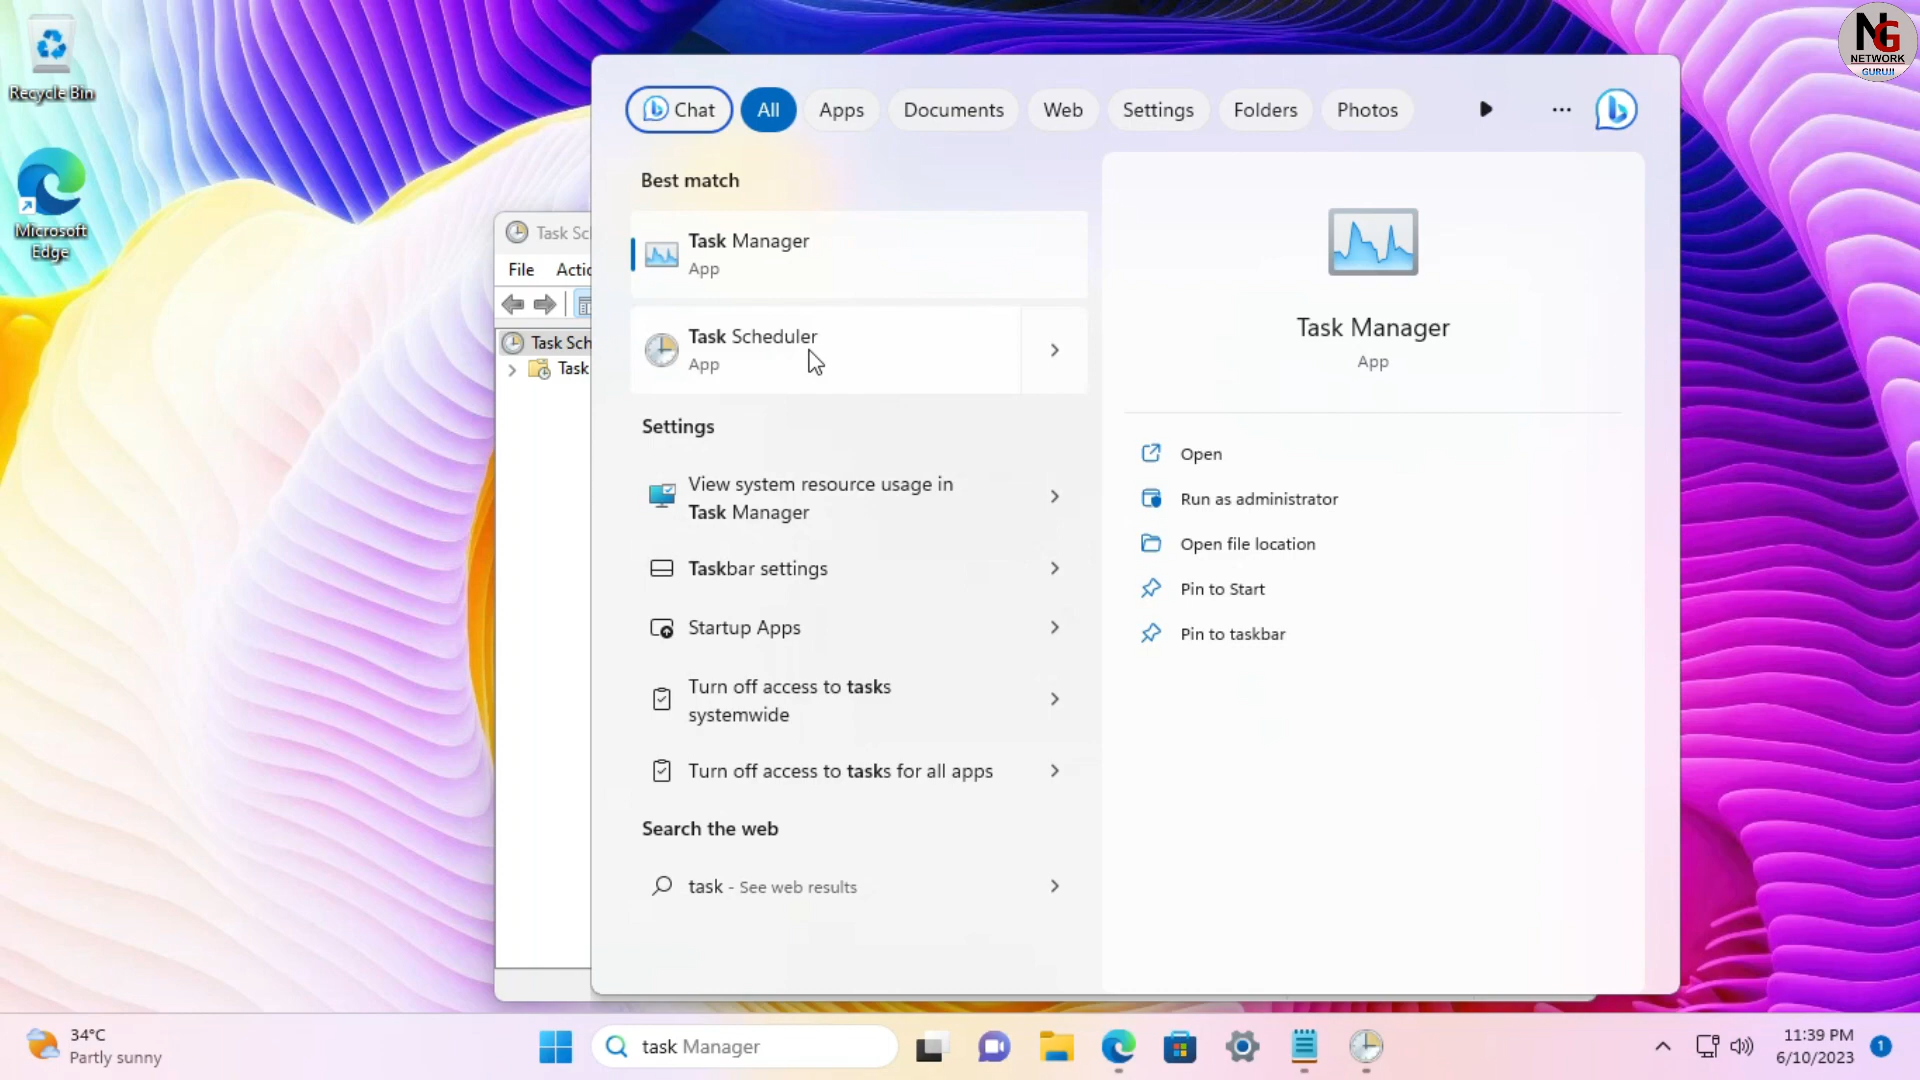 Recycle Bin
Microsoft
Edge
NG
NETWORK
GURUJI
Chat
All
Apps
Documents
Web
Settings
Folders
Photos
Best match
Task Manager
App
Task Scheduler
App
Settings
View system resource usage in
Task Manager
Taskbar settings
Startup Apps
Turn off access to tasks
systemwide
Turn off access to tasks for all apps
Search the web
task - See web results
Task Manager
App
Open
Run as administrator
Open file location
Pin to Start
Pin to taskbar
Task Sc
File
Actio
Task Sch
Task
34°C
Partly sunny
task Manager
11:39 PM
6/10/2023
1